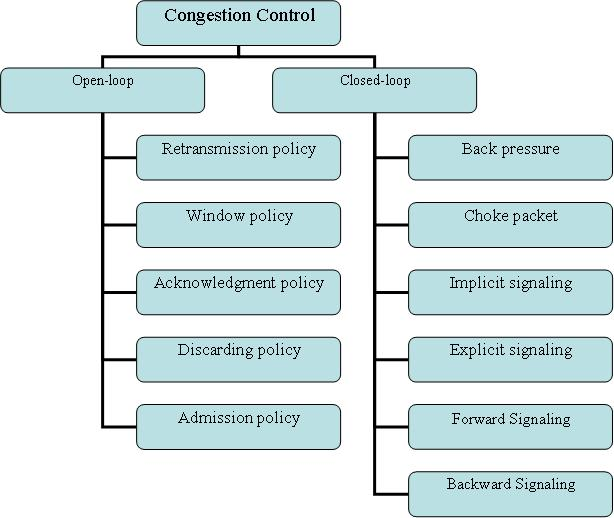 Congestion Control
Open-loop
Closed-loop
Retransmission policy
Window policy
Acknowledgment policy
Discarding policy
Admission policy
Back pressure
Choke packet
Implicit signaling
Explicit signaling
Forward Signaling
Backward Signaling